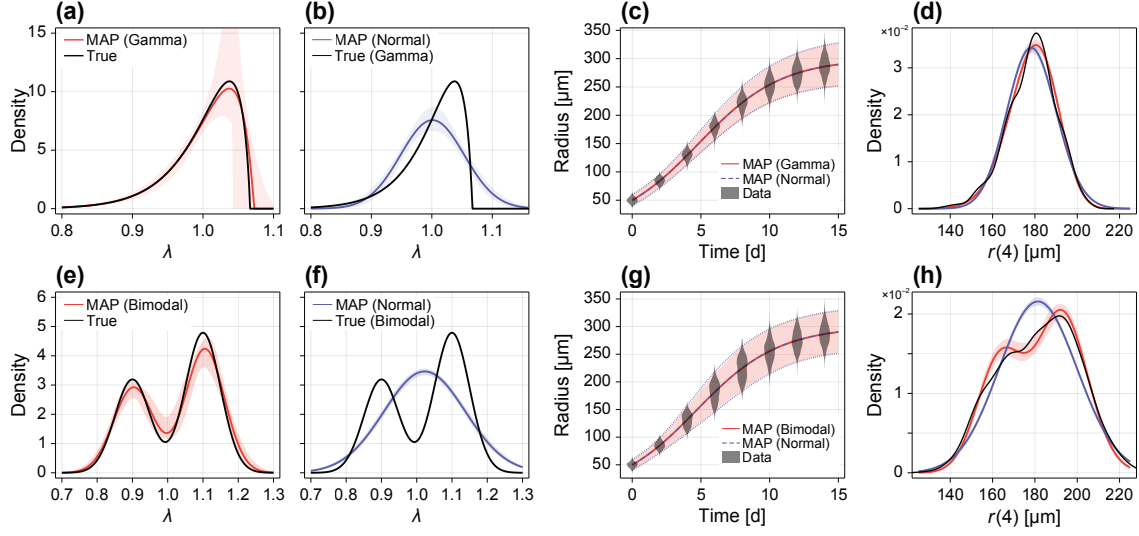 (a)
MAP (Gamma)
True
Density
15
10
5
0
0.8
0.9
1.0
1.1
λ
(b)
MAP (Normal)
True (Gamma)
0.8
0.9
1.0
1.1
λ
(c)
Radius [µm]
350
300
250
200
150
100
50
MAP (Gamma)
MAP (Normal)
Data
0
5
10
15
Time [d]
(d)
×10⁻²
Density
3
2
1
0
140
160
180
200
220
r(4) [µm]
(e)
MAP (Bimodal)
True
Density
6
5
4
3
2
1
0
0.7
0.8
0.9
1.0
1.1
1.2
1.3
λ
(f)
MAP (Normal)
True (Bimodal)
0.7
0.8
0.9
1.0
1.1
1.2
1.3
λ
(g)
Radius [µm]
350
300
250
200
150
100
50
MAP (Bimodal)
MAP (Normal)
Data
0
5
10
15
Time [d]
(h)
×10⁻²
Density
2
1
0
140
160
180
200
220
r(4) [µm]